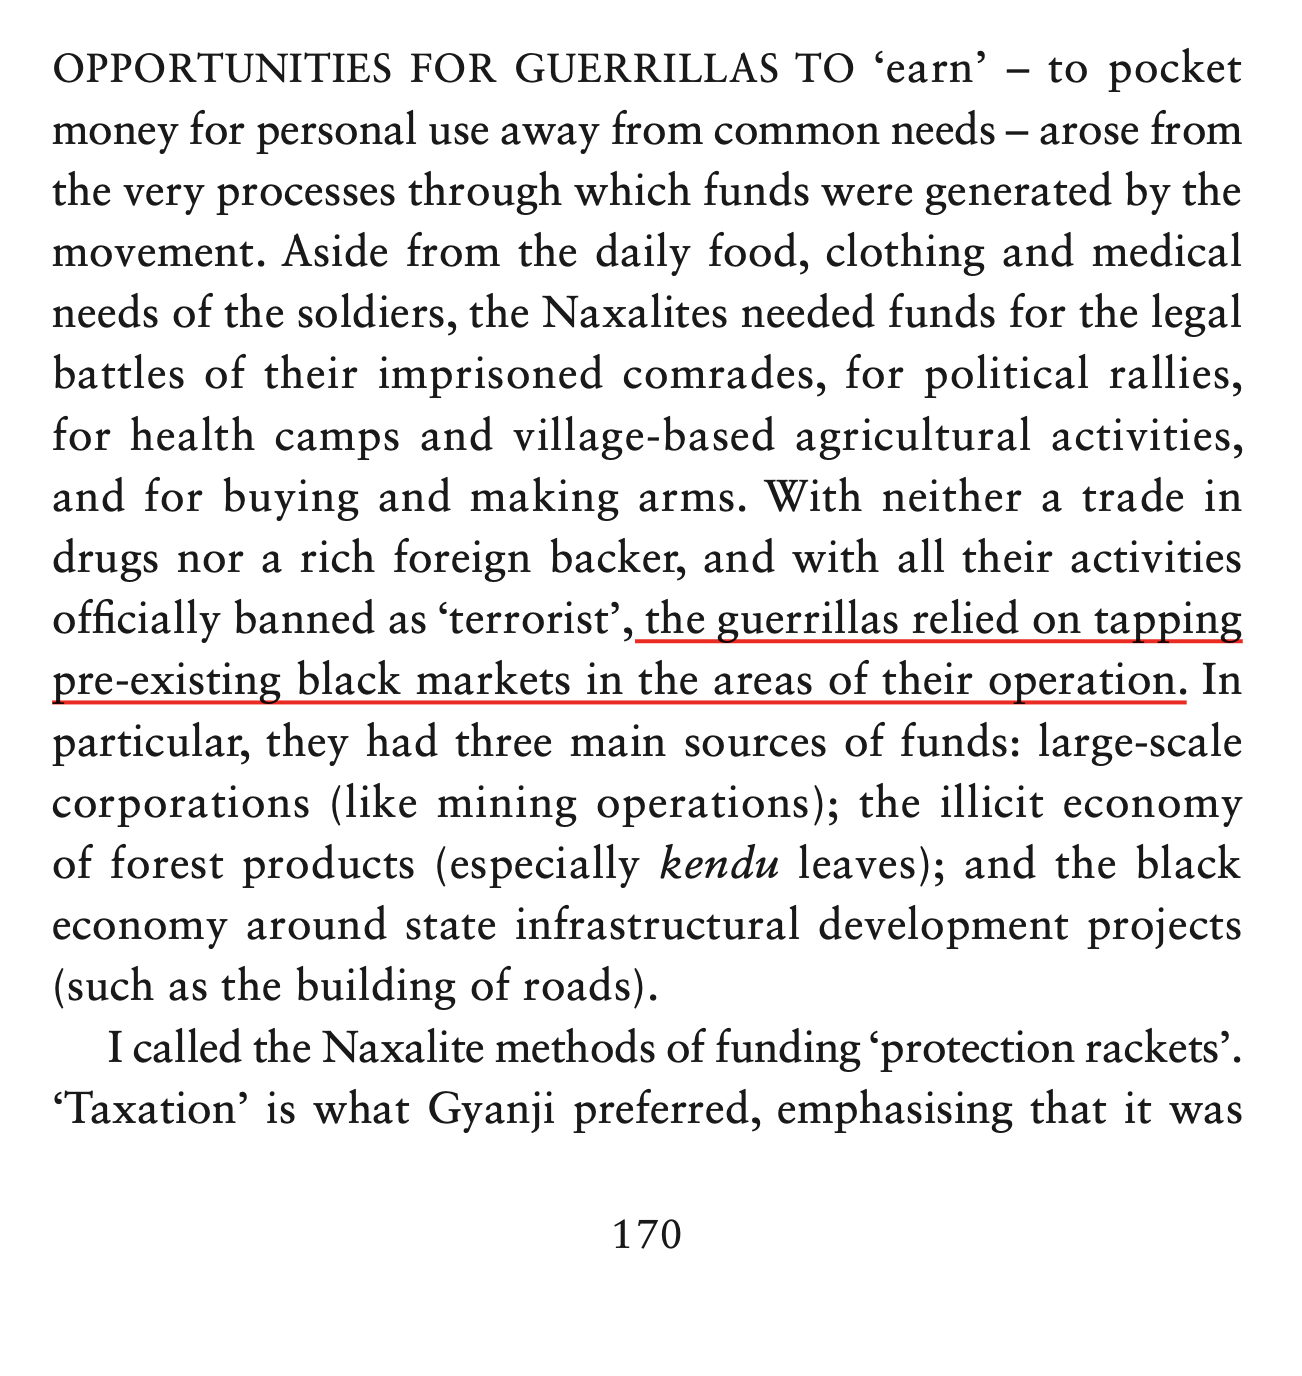 OPPORTUNITIES FOR GUERRILLAS TO ‘earn’ – to pocket
money for personal use away from common needs – arose from
the very processes through which funds were generated by the
movement. Aside from the daily food, clothing and medical
needs of the soldiers, the Naxalites needed funds for the legal
battles of their imprisoned comrades, for political rallies,
for health camps and village-based agricultural activities,
and for buying and making arms. With neither a trade in
drugs nor a rich foreign backer, and with all their activities
officially banned as ‘terrorist’, the guerrillas relied on tapping
pre-existing black markets in the areas of their operation. In
particular, they had three main sources of funds: large-scale
corporations (like mining operations); the illicit economy
of forest products (especially kendu leaves); and the black
economy around state infrastructural development projects
(such as the building of roads).
I called the Naxalite methods of funding ‘protection rackets’.
‘Taxation’ is what Gyanji preferred, emphasising that it was
170